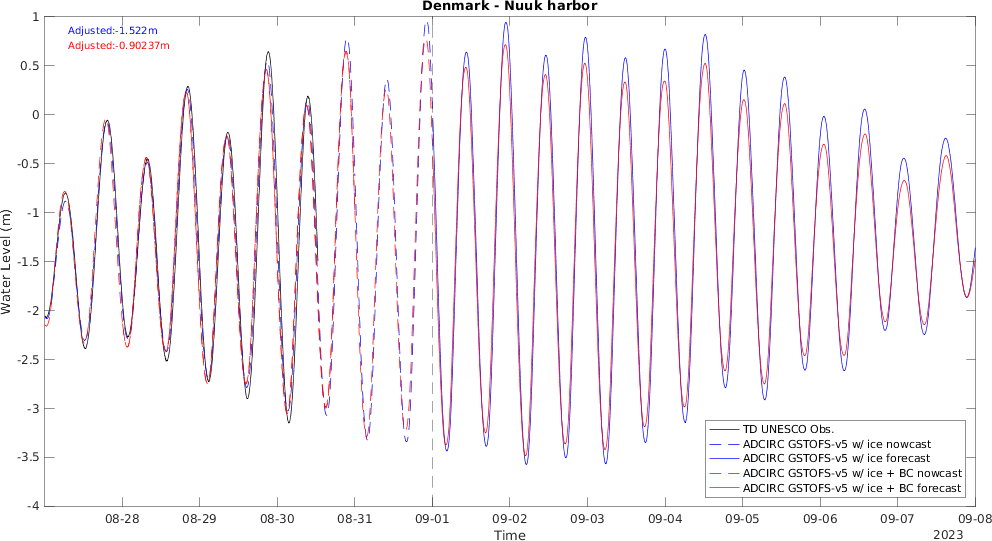 Denmark - Nuuk harbor
Adjusted:-1.522m
Adjusted:-0.90237m
1
0.5
0
-0.5
-1
-1.5
-2
-2.5
-3
-3.5
-4
Water Level (m)
TD UNESCO Obs.
ADCIRC GSTOFS-v5 w/ ice nowcast
ADCIRC GSTOFS-v5 w/ ice forecast
ADCIRC GSTOFS-v5 w/ice + BC nowcast
ADCIRC GSTOFS-v5 w/ice + BC forecast
08-28 08-29 08-30 08-31 09-01 09-02 09-03 09-04 09-05 09-06 09-07 09-08
Time
2023